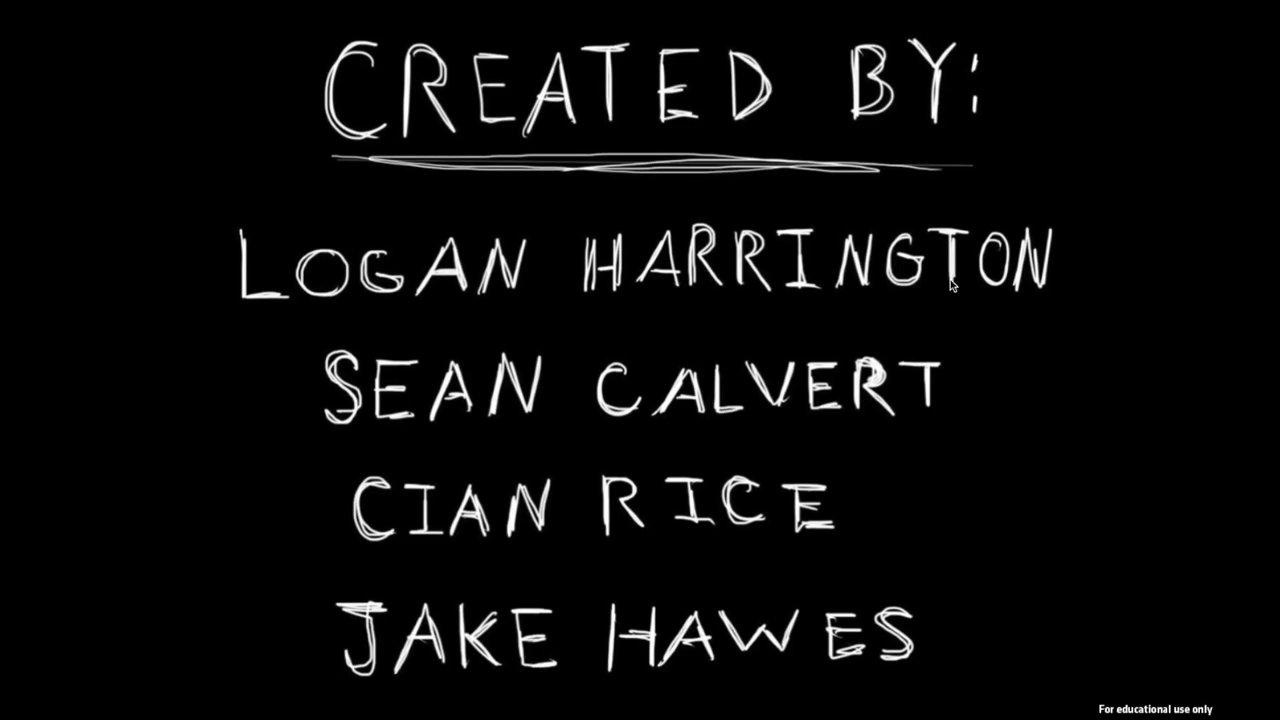 CREATED BY:
LOGAN HARRINGTON
SEAN CALVERT
CIAN RICE
JAKE HAWES
For educational use only